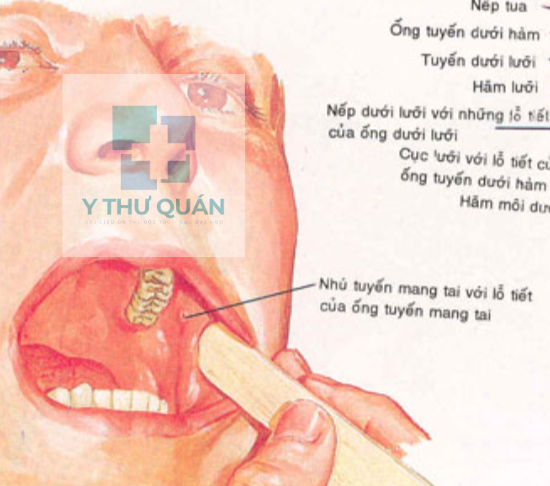 Nếp tua
Ống tuyến dưới hàm
Tuyến dưới lưỡi
Hãm lưỡi
Nếp dưới lưỡi với những lỗ tiết
của ống dưới lưỡi
Cục lưỡi với lỗ tiết
ống tuyến dưới hàm
Hãm môi
Y THƯ QUÁN
Nhú tuyến mang tai với lỗ tiết
của ống tuyến mang tai